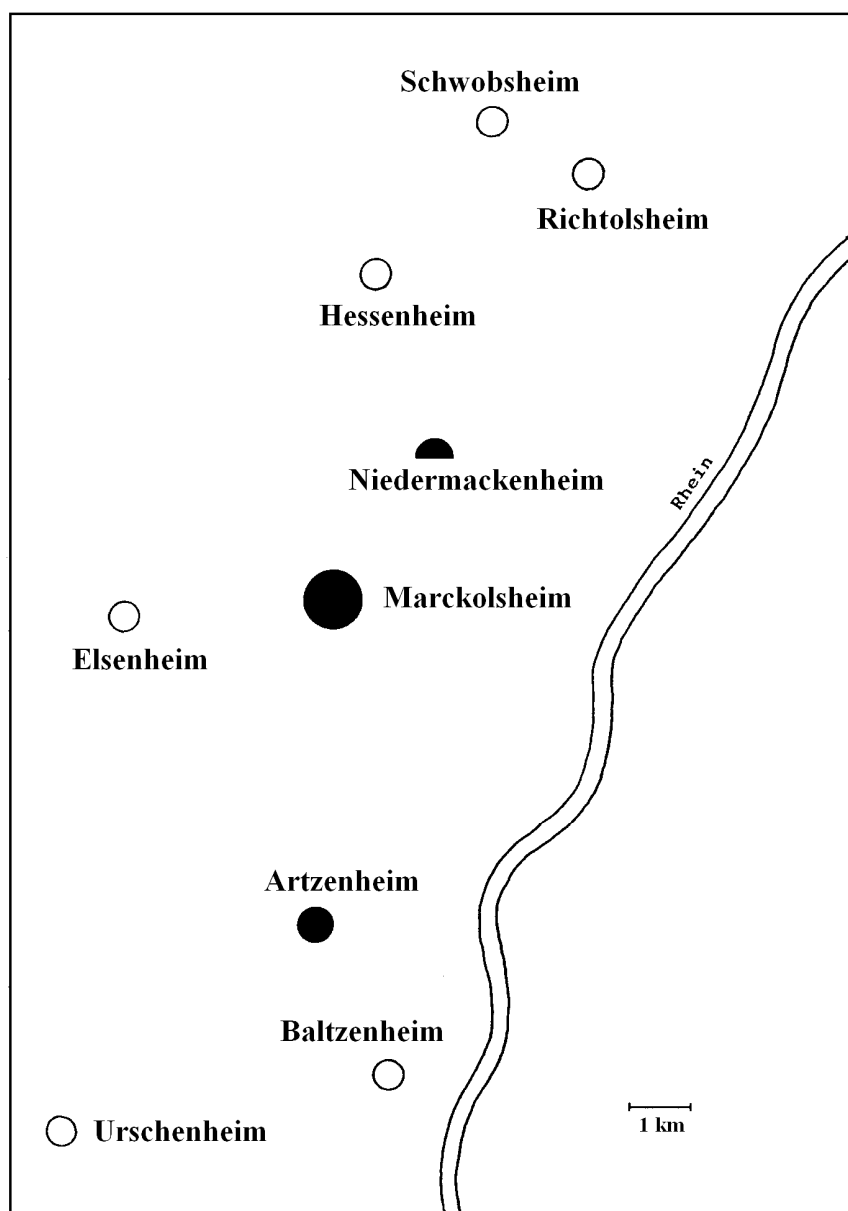 Schwobsheim
Richtolsheim
Hessenheim
Rhein
Niedermackenheim
Marckolsheim
Elsenheim
Artzenheim
Baltzenheim
1 km
Urschenheim